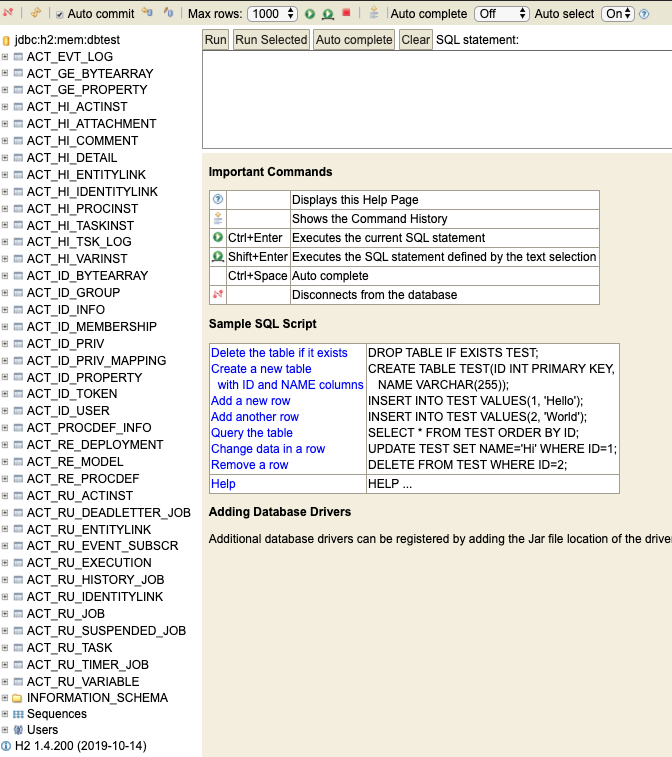 Auto commit Max rows: 1000 Auto complete Off Auto select On
jdbc:h2:mem:dbtest
ACT_EVT_LOG
ACT_GE_BYTEARRAY
ACT_GE_PROPERTY
ACT_HI_ACTINST
ACT_HI_ATTACHMENT
ACT_HI_COMMENT
ACT_HI_DETAIL
ACT_HI_ENTITYLINK
ACT_HI_IDENTITYLINK
ACT_HI_PROCINST
ACT_HI_TASKINST
ACT_HI_TSK_LOG
ACT_HI_VARINST
ACT_ID_BYTEARRAY
ACT_ID_GROUP
ACT_ID_INFO
ACT_ID_MEMBERSHIP
ACT_ID_PRIV
ACT_ID_PRIV_MAPPING
ACT_ID_PROPERTY
ACT_ID_TOKEN
ACT_ID_USER
ACT_PROCDEF_INFO
ACT_RE_DEPLOYMENT
ACT_RE_MODEL
ACT_RE_PROCDEF
ACT_RU_ACTINST
ACT_RU_DEADLETTER_JOB
ACT_RU_ENTITYLINK
ACT_RU_EVENT_SUBSCR
ACT_RU_EXECUTION
ACT_RU_HISTORY_JOB
ACT_RU_IDENTITYLINK
ACT_RU_JOB
ACT_RU_SUSPENDED_JOB
ACT_RU_TASK
ACT_RU_TIMER_JOB
ACT_RU_VARIABLE
INFORMATION_SCHEMA
Sequences
Users
H2 1.4.200 (2019-10-14)
Run Run Selected Auto complete Clear SQL statement:
Important Commands
Displays this Help Page
Shows the Command History
Ctrl+Enter Executes the current SQL statement
Shift+Enter Executes the SQL statement defined by the text selection
Ctrl+Space Auto complete
Disconnects from the database
Sample SQL Script
Delete the table if it exists DROP TABLE IF EXISTS TEST;
Create a new table CREATE TABLE TEST(ID INT PRIMARY KEY,
with ID and NAME columns NAME VARCHAR(255));
Add a new row INSERT INTO TEST VALUES(1, 'Hello');
Add another row INSERT INTO TEST VALUES(2, 'World');
Query the table SELECT * FROM TEST ORDER BY ID;
Change data in a row UPDATE TEST SET NAME='Hi' WHERE ID=1;
Remove a row DELETE FROM TEST WHERE ID=2;
Help HELP ...
Adding Database Drivers
Additional database drivers can be registered by adding the Jar file location of the drive